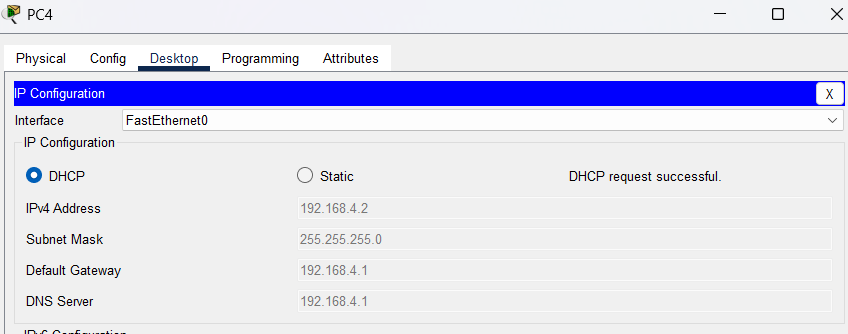 PC4
Physical Config Desktop Programming Attributes
IP Configuration X
Interface FastEthernet0
IP Configuration
DHCP Static DHCP request successful.
IPv4 Address 192.168.4.2
Subnet Mask 255.255.255.0
Default Gateway 192.168.4.1
DNS Server 192.168.4.1